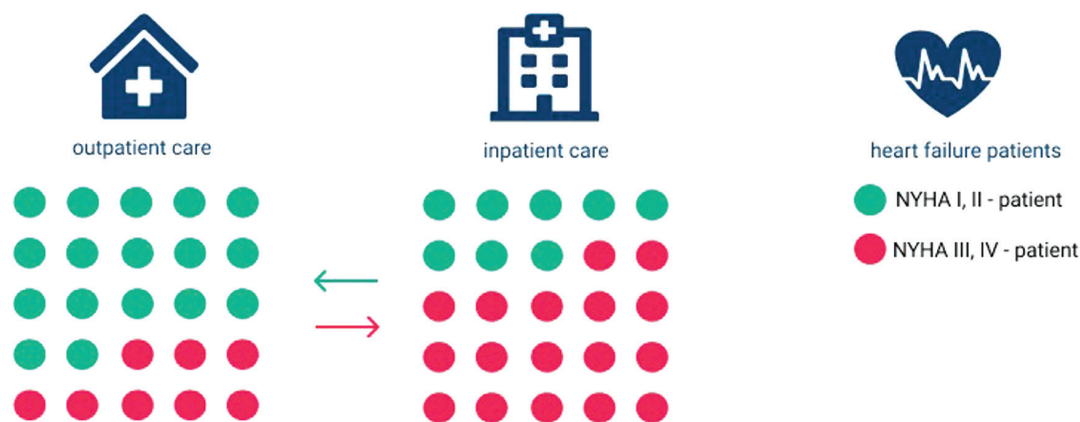 outpatient care
inpatient care
heart failure patients
NYHA I, II - patient
NYHA III, IV - patient